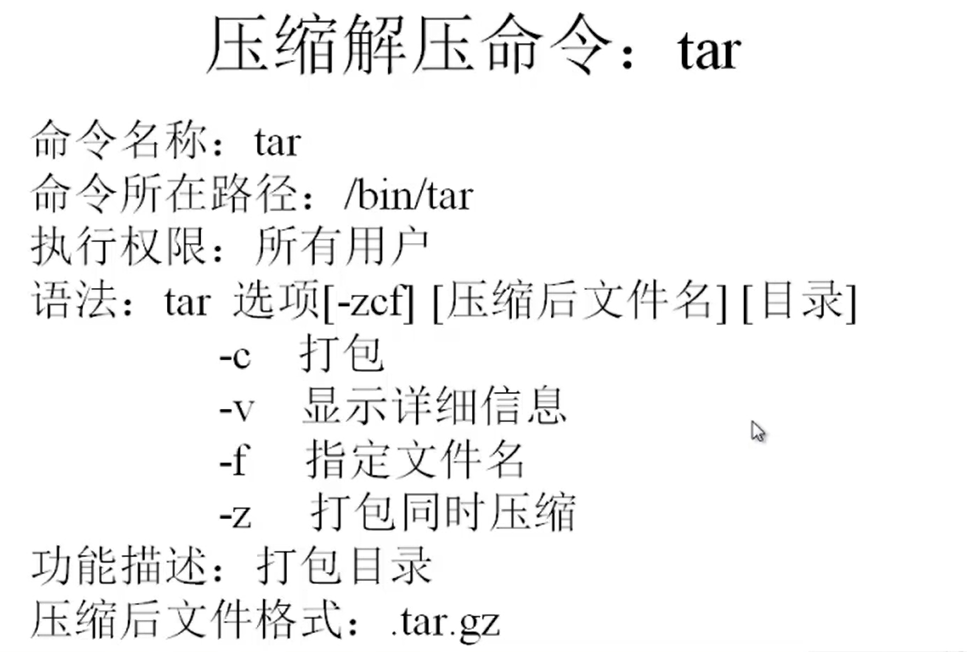 压缩解压命令：tar
命令名称：tar
命令所在路径：/bin/tar
执行权限：所有用户
语法：tar 选项[-zcf] [压缩后文件名] [目录]
-c 打包
-v 显示详细信息
-f 指定文件名
-z 打包同时压缩
功能描述：打包目录
压缩后文件格式：.tar.gz